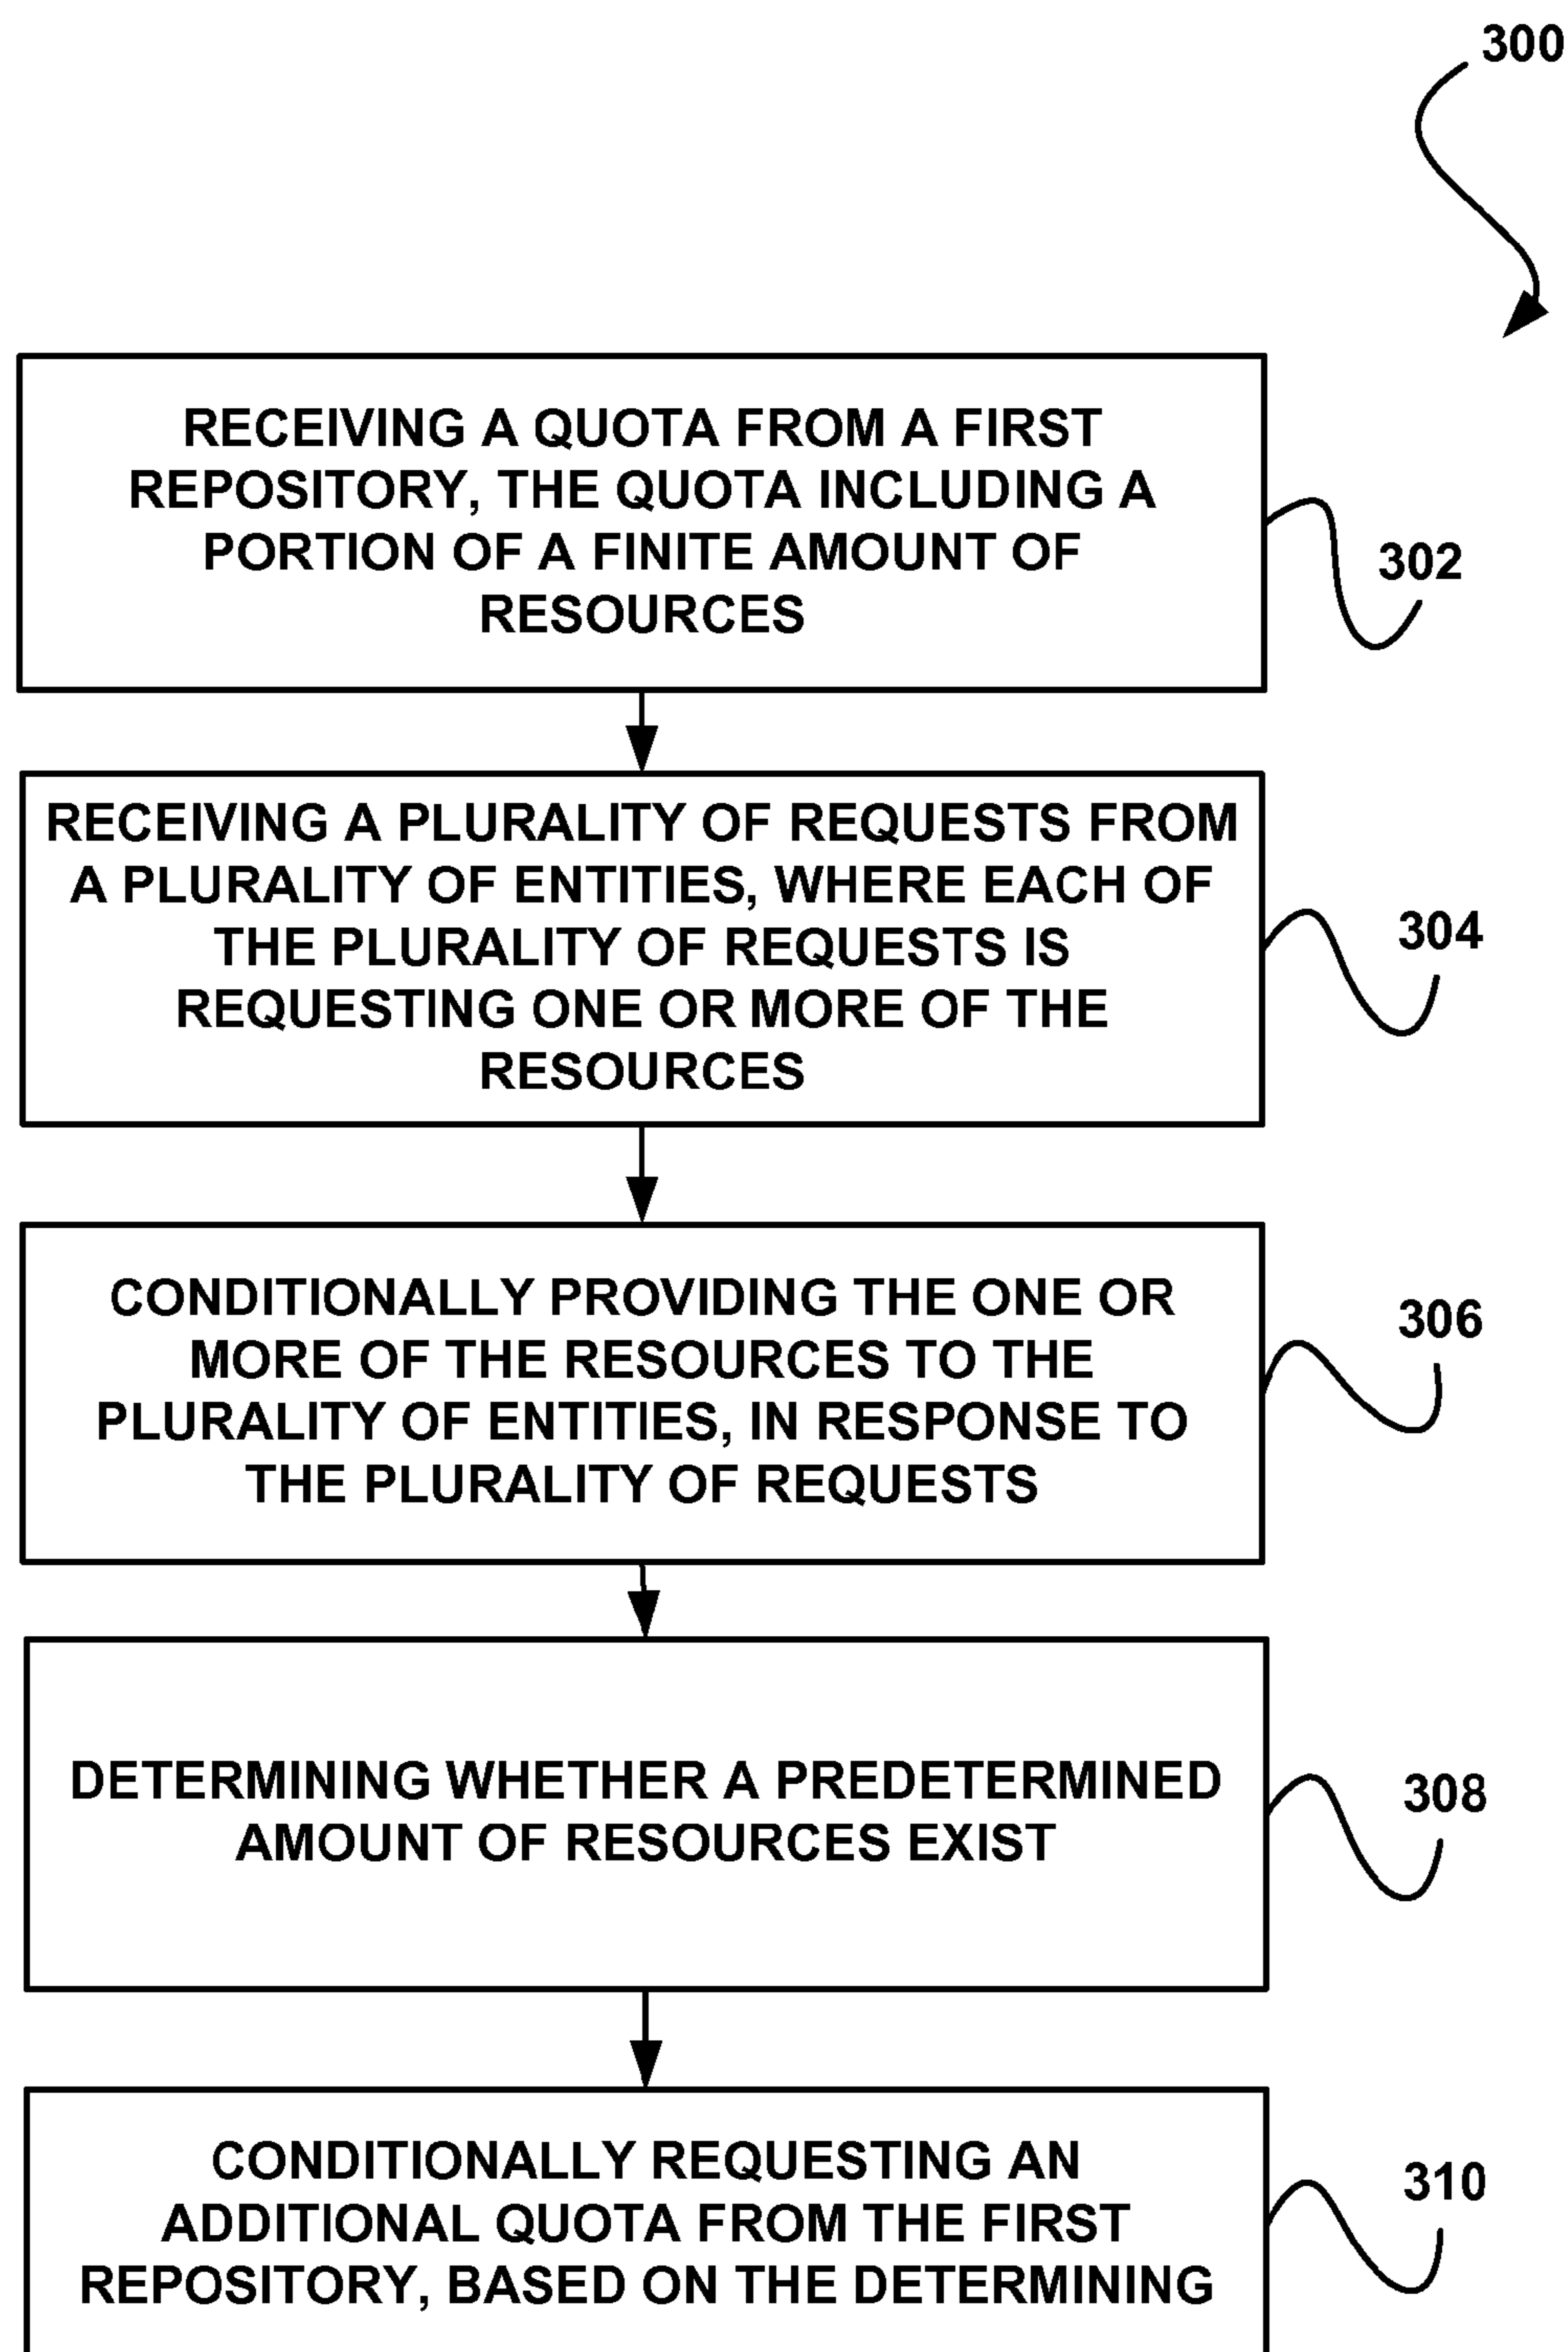 300
RECEIVING A QUOTA FROM A FIRST
REPOSITORY, THE QUOTA INCLUDING A
PORTION OF A FINITE AMOUNT OF
RESOURCES
302
RECEIVING A PLURALITY OF REQUESTS FROM
A PLURALITY OF ENTITIES, WHERE EACH OF
THE PLURALITY OF REQUESTS IS
REQUESTING ONE OR MORE OF THE
RESOURCES
304
CONDITIONALLY PROVIDING THE ONE OR
MORE OF THE RESOURCES TO THE
PLURALITY OF ENTITIES, IN RESPONSE TO
THE PLURALITY OF REQUESTS
306
DETERMINING WHETHER A PREDETERMINED
AMOUNT OF RESOURCES EXIST
308
CONDITIONALLY REQUESTING AN
ADDITIONAL QUOTA FROM THE FIRST
REPOSITORY, BASED ON THE DETERMINING
310